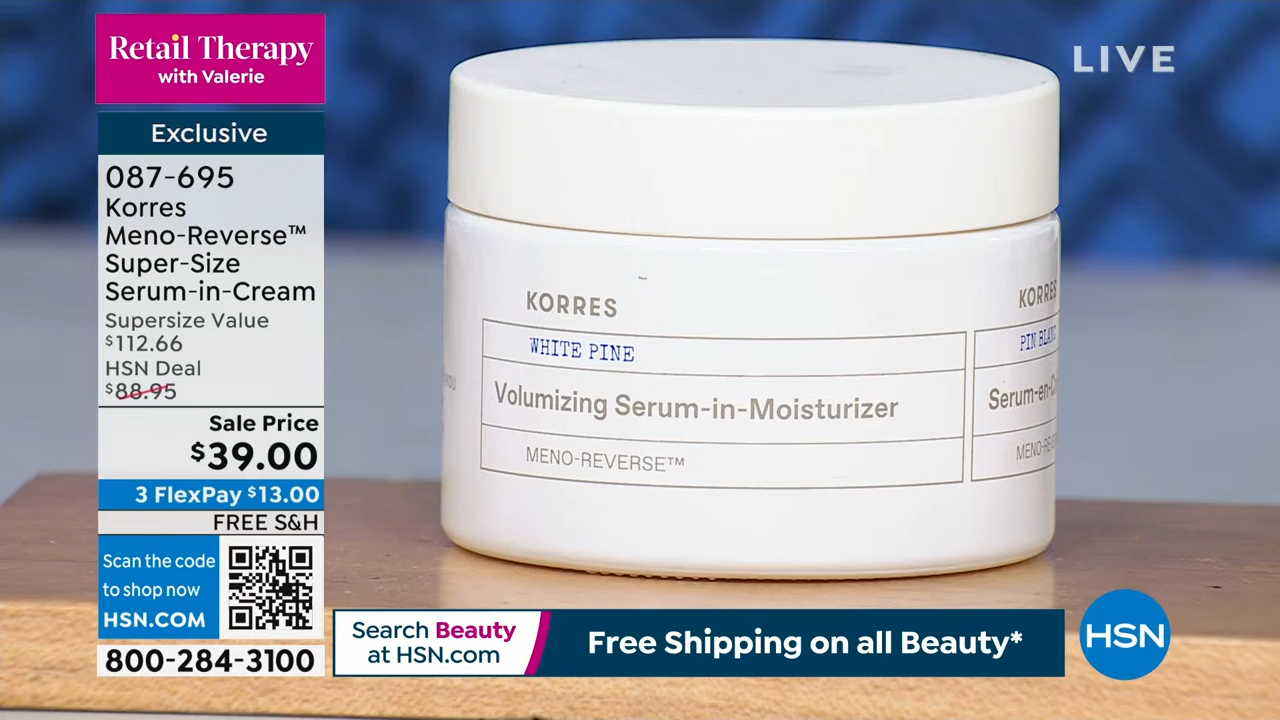 Retail Therapy
with Valerie
Exclusive
087-695
Korres
Meno-Reverse™
Super-Size
Serum-in-Cream
Supersize Value
$112.66
HSN Deal
$88.95
Sale Price
$39.00
3 FlexPay $13.00
FREE S&H
Scan the code
to shop now
HSN.COM
800-284-3100
LIVE
KORRES
WHITE PINE
Volumizing Serum-in-Moisturizer
MENO-REVERSE™
KORRES
PIN
Serum-en-
Search Beauty
at HSN.com
Free Shipping on all Beauty*
HSN